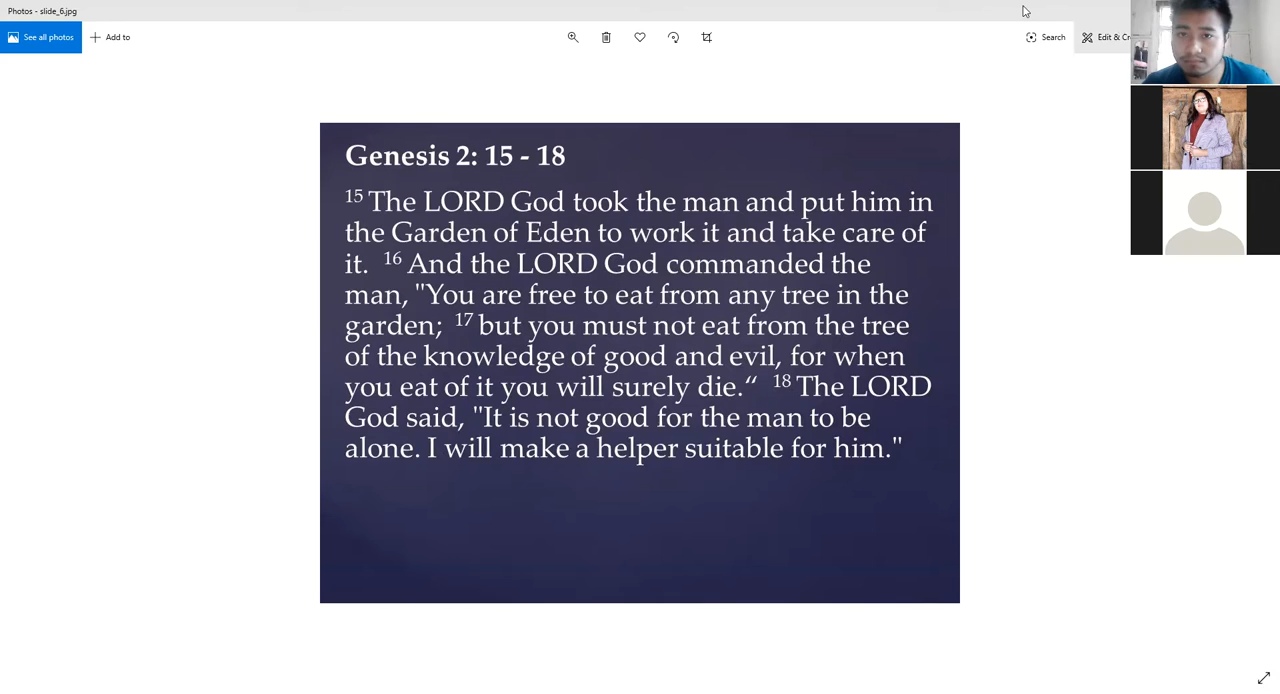 Photos - slide_6.jpg
See all photos
Add to
Search
Edit & Cr
Genesis 2: 15 - 18
15 The LORD God took the man and put him in
the Garden of Eden to work it and take care of
it. 16 And the LORD God commanded the
man, "You are free to eat from any tree in the
garden; 17 but you must not eat from the tree
of the knowledge of good and evil, for when
you eat of it you will surely die.“ 18 The LORD
God said, "It is not good for the man to be
alone. I will make a helper suitable for him."